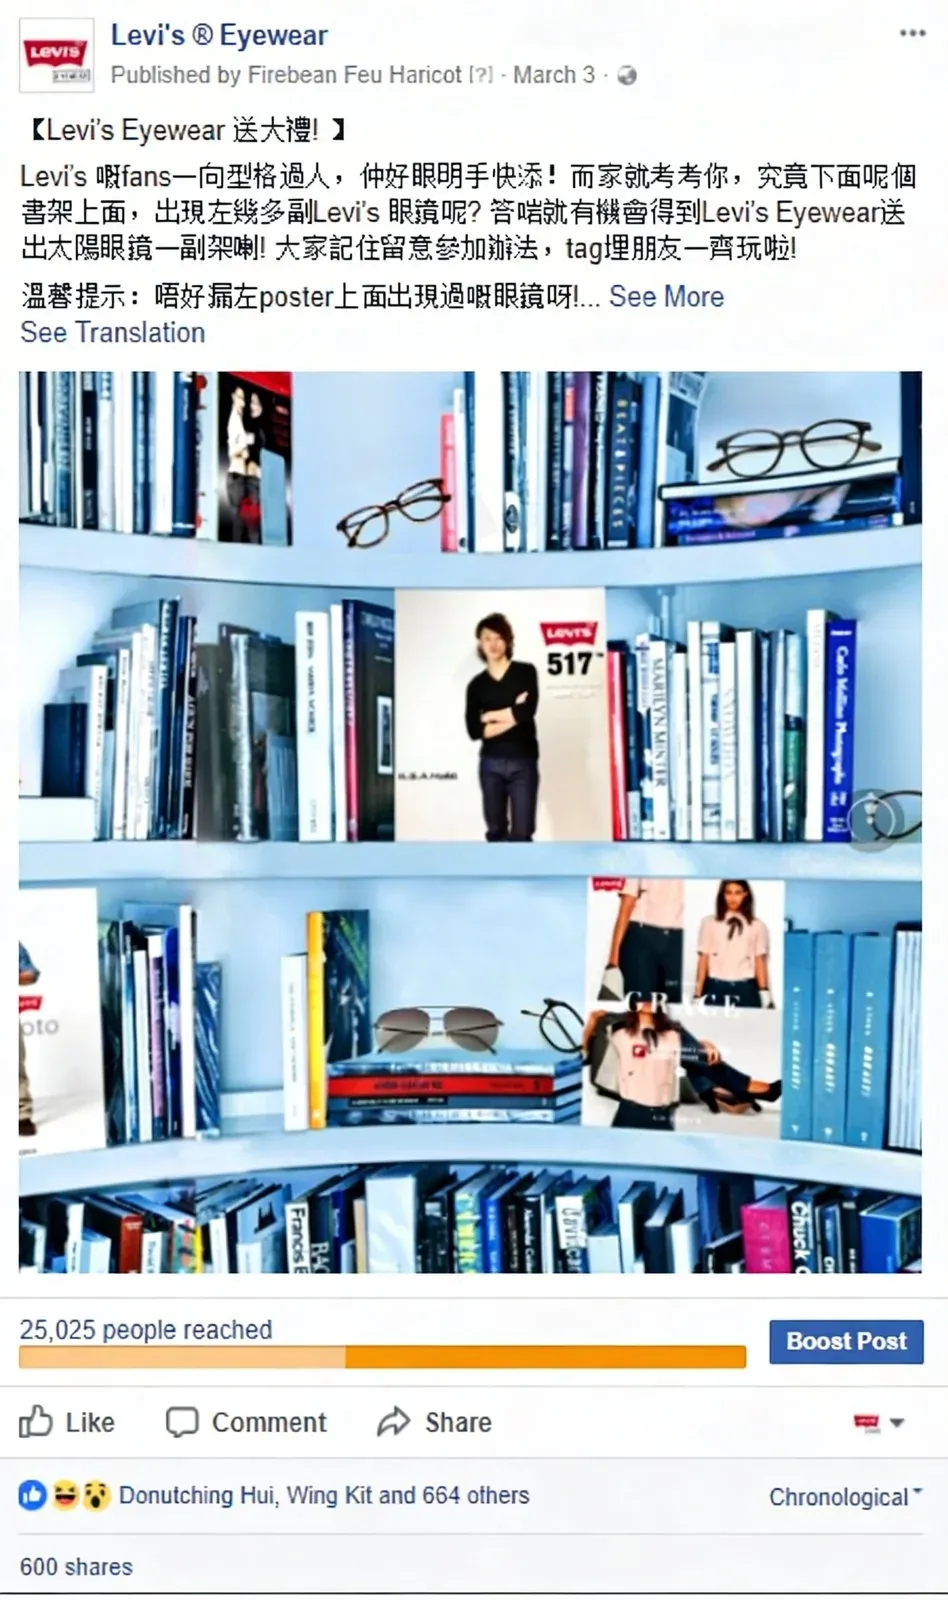 Levi's
Levi's ® Eyewear
Published by Firebean Feu Haricot [?] · March 3 ·
【Levi's Eyewear 送大禮! 】
Levi's 嘅fans一向型格過人，仲好眼明手快添！而家就考考你，究竟下面呢個
書架上面，出現左幾多副Levi's 眼鏡呢? 答啱就有機會得到Levi's Eyewear送
出太陽眼鏡一副架喇! 大家記住留意參加辦法，tag埋朋友一齊玩啦!
溫馨提示：唔好漏左poster上面出現過嘅眼鏡呀!... See More
See Translation
BEAT PIECES
Levi's
517™
MARILYN MINTER
GRACE
Francis
Chuck
25,025 people reached
Boost Post
Like
Comment
Share
Donutching Hui, Wing Kit and 664 others
Chronological
600 shares